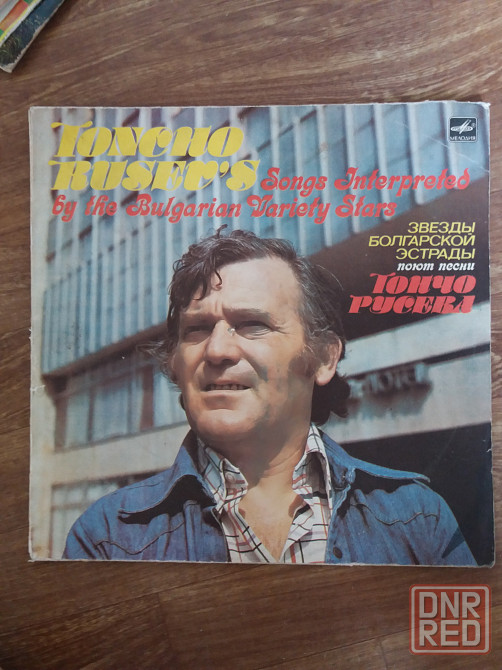 TONCHO
RUSEV'S Songs Interpreted
by the Bulgarian Variety Stars
МЕЛОДИЯ
ЗВЕЗДЫ
БОЛГАРСКОЙ
ЭСТРАДЫ
поют песни
ТОНЧО
РУСЕВА
HOTEL
DNR
RED